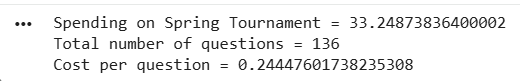 ••• Spending on Spring Tournament = 33.24873836400002
Total number of questions = 136
Cost per question = 0.24447601738235308